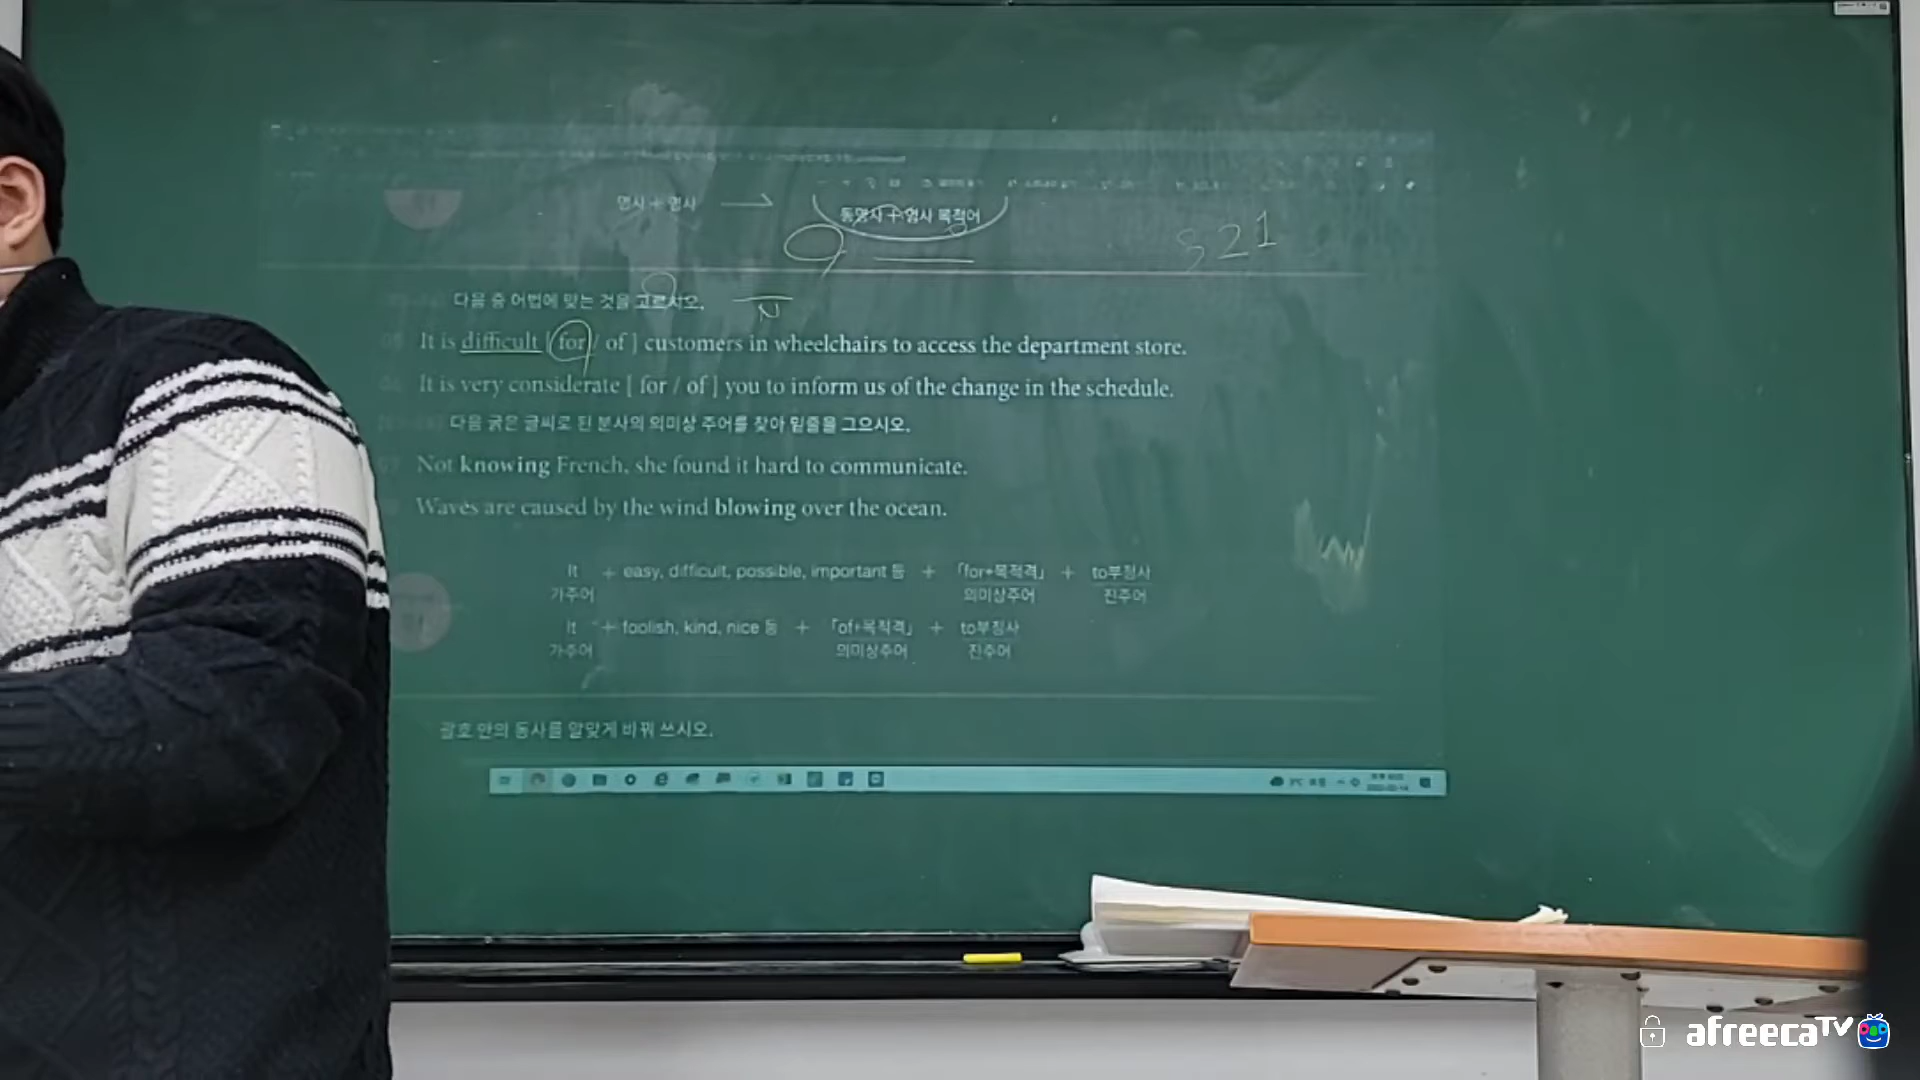 명사 + 명사 → 동명사 + 명사 목적어
521
다음 중 어법에 맞는 것을 고르시오.
N
It is difficult [ for / of ] customers in wheelchairs to access the department store.
It is very considerate [ for / of ] you to inform us of the change in the schedule.
다음 굵은 글씨로 된 분사의 의미상 주어를 찾아 밑줄을 그으시오.
Not knowing French, she found it hard to communicate.
Waves are caused by the wind blowing over the ocean.
It + easy, difficult, possible, important 등 + 「for+목적격」 + to부정사
가주어 의미상주어 진주어
It + foolish, kind, nice 등 + 「of+목적격」 + to부정사
가주어 의미상주어 진주어
괄호 안의 동사를 알맞게 바꿔 쓰시오.
afreecaTV